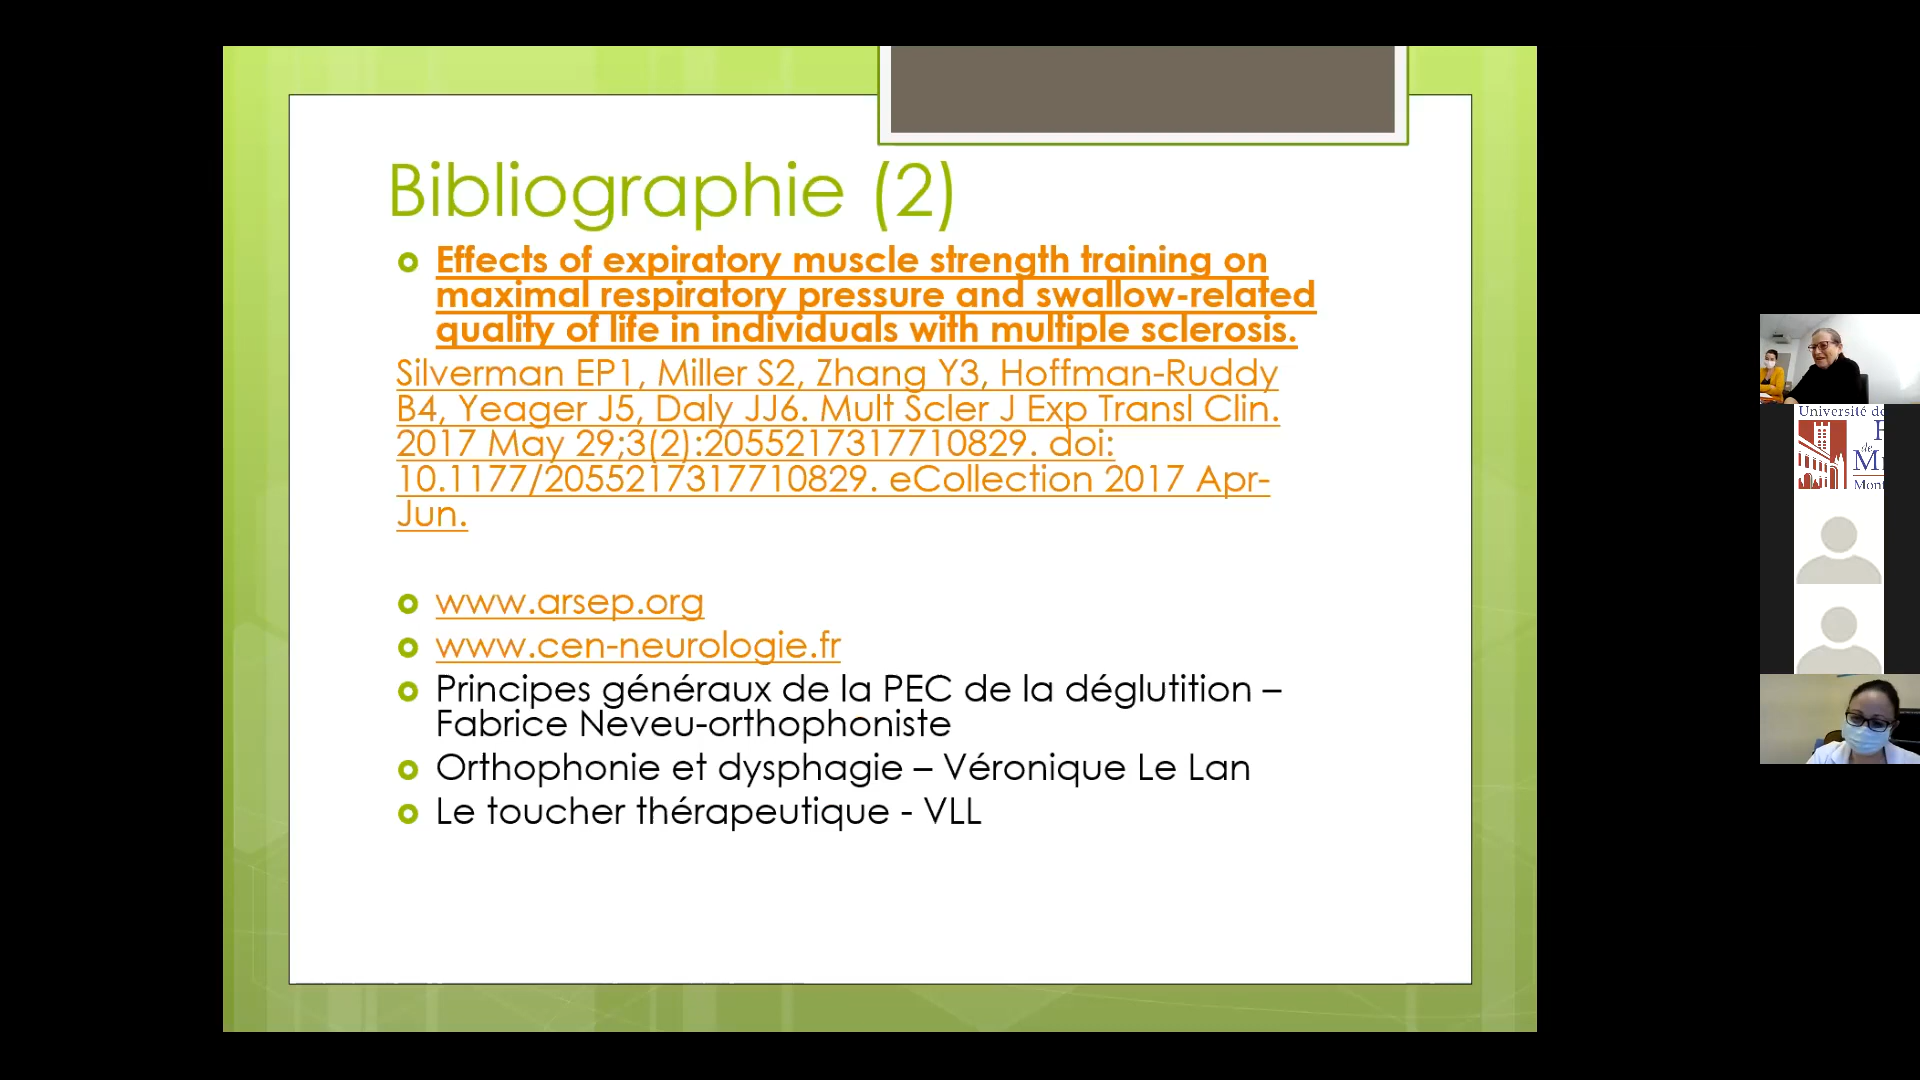 Bibliographie (2)
Effects of expiratory muscle strength training on
maximal respiratory pressure and swallow-related
quality of life in individuals with multiple sclerosis.
Silverman EP1, Miller S2, Zhang Y3, Hoffman-Ruddy
B4, Yeager J5, Daly JJ6. Mult Scler J Exp Transl Clin.
2017 May 29;3(2):2055217317710829. doi:
10.1177/2055217317710829. eCollection 2017 Apr-
Jun.
www.arsep.org
www.cen-neurologie.fr
Principes généraux de la PEC de la déglutition –
Fabrice Neveu-orthophoniste
Orthophonie et dysphagie – Véronique Le Lan
Le toucher thérapeutique - VLL
Université de
F
de
M
Mont